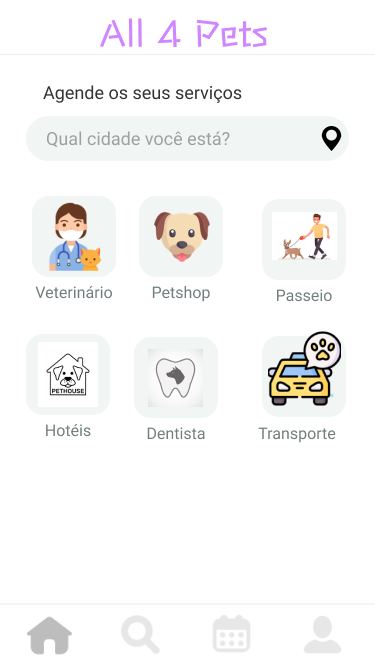 All 4 Pets
Agende os seus serviços
Qual cidade você está?
Veterinário
Petshop
Passeio
PETHOUSE
Hotéis
Dentista
Transporte